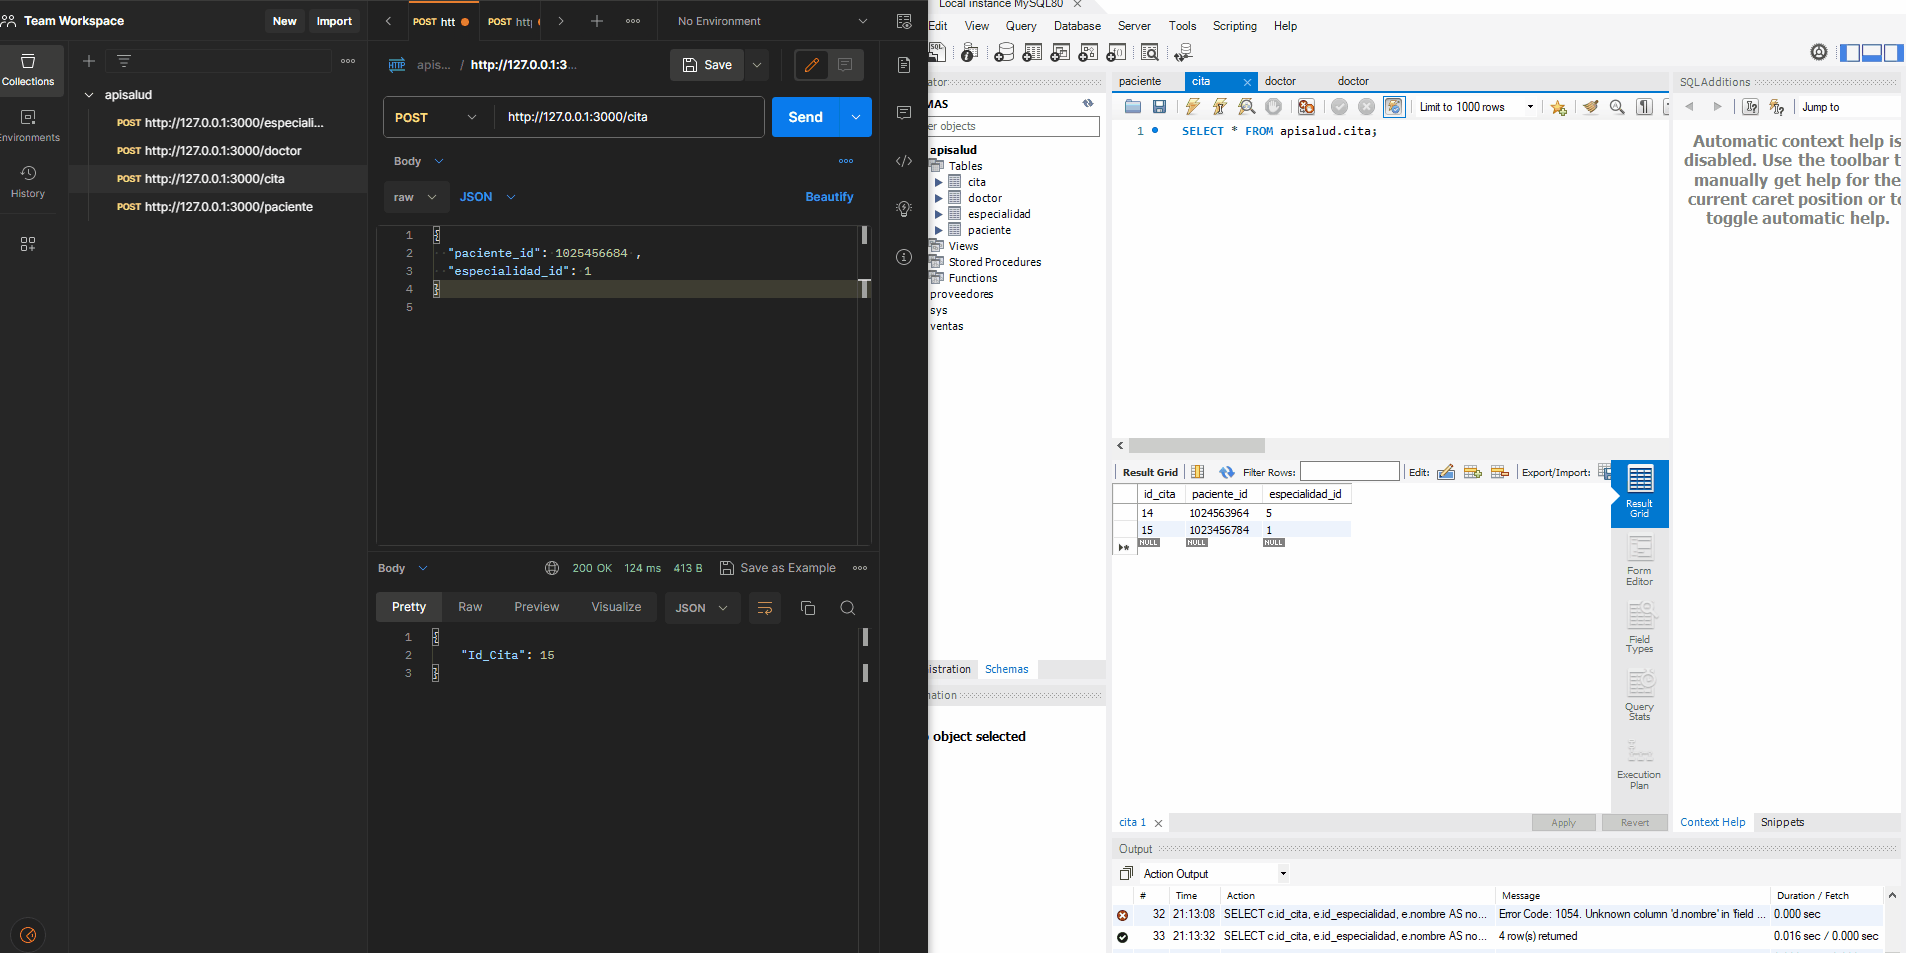 Team Workspace
New
Import
POST htt
POST http
No Environment
Collections
Environments
History
apisalud
POST http://127.0.0.1:3000/especiali...
POST http://127.0.0.1:3000/doctor
POST http://127.0.0.1:3000/cita
POST http://127.0.0.1:3000/paciente
HTTP apis... / http://127.0.0.1:3...
Save
POST
http://127.0.0.1:3000/cita
Send
Body
raw
JSON
Beautify
1 {
2 "paciente_id": 1025456684 ,
3 "especialidad_id": 1
4 }
5
Body
200 OK 124 ms 413 B
Save as Example
Pretty
Raw
Preview
Visualize
JSON
1 {
2 "Id_Cita": 15
3 }
Local instance MySQL80
Edit View Query Database Server Tools Scripting Help
ator
MAS
er objects
apisalud
Tables
cita
doctor
especialidad
paciente
Views
Stored Procedures
Functions
proveedores
sys
ventas
istration
Schemas
nation
object selected
paciente
cita
doctor
doctor
Limit to 1000 rows
1 SELECT * FROM apisalud.cita;
Result Grid
Filter Rows:
Edit:
Export/Import:
id_cita paciente_id especialidad_id
14 1024563964 5
15 1023456784 1
NULL NULL NULL
Result
Grid
Form
Editor
Field
Types
Query
Stats
Execution
Plan
cita 1
Apply
Revert
SQLAdditions
Jump to
Automatic context help is
disabled. Use the toolbar t
manually get help for the
current caret position or to
toggle automatic help.
Context Help
Snippets
Output
Action Output
# Time Action Message Duration / Fetch
32 21:13:08 SELECT c.id_cita, e.id_especialidad, e.nombre AS no... Error Code: 1054. Unknown column 'd.nombre' in 'field ... 0.000 sec
33 21:13:32 SELECT c.id_cita, e.id_especialidad, e.nombre AS no... 4 row(s) returned 0.016 sec / 0.000 sec